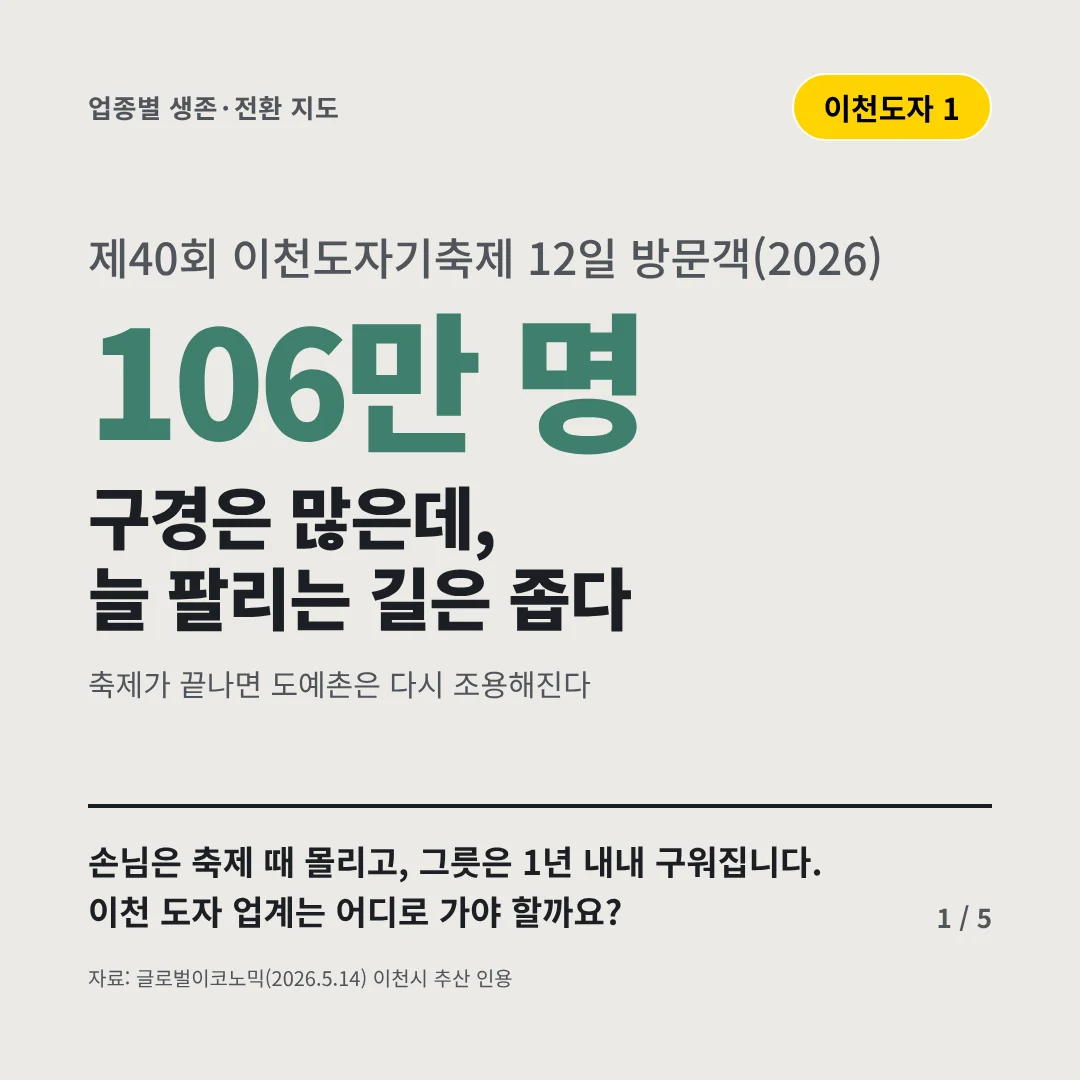 업종별 생존·전환 지도
이천도자 1
제40회 이천도자기축제 12일 방문객(2026)
106만 명
구경은 많은데,
늘 팔리는 길은 좁다
축제가 끝나면 도예촌은 다시 조용해진다
손님은 축제 때 몰리고, 그릇은 1년 내내 구워집니다.
이천 도자 업계는 어디로 가야 할까요?
1 / 5
자료: 글로벌이코노믹(2026.5.14) 이천시 추산 인용